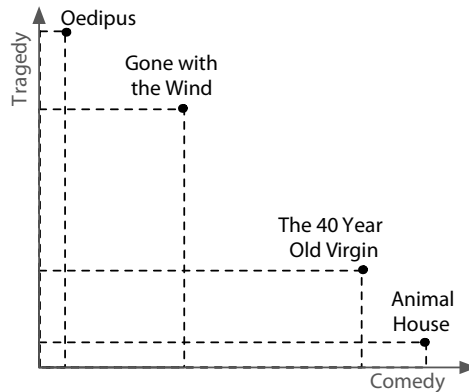 Oedipus
Tragedy
Gone with
the Wind
The 40 Year
Old Virgin
Animal
House
Comedy